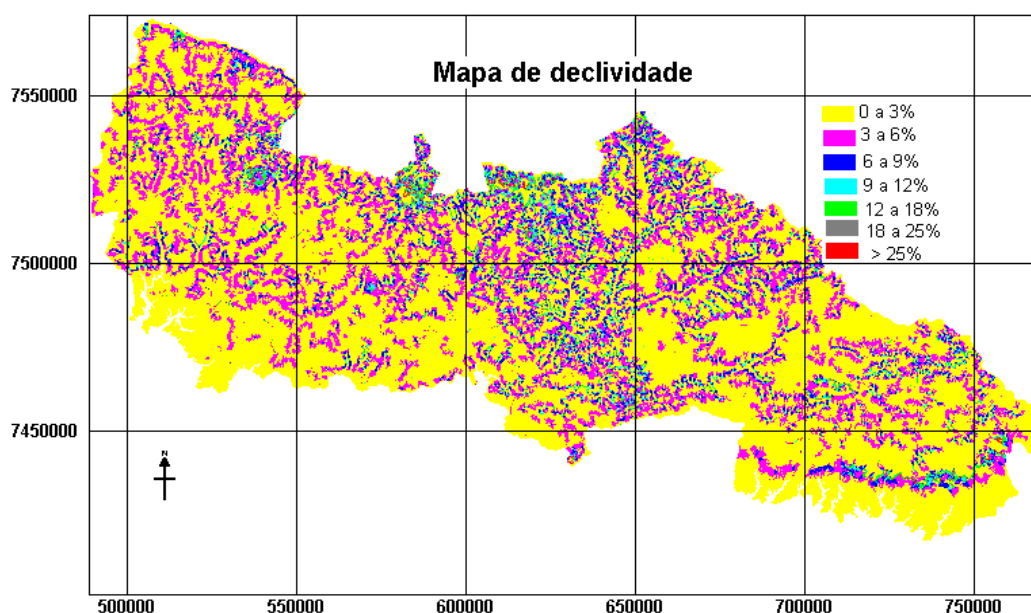 Mapa de declividade
7550000
0 a 3%
3 a 6%
6 a 9%
9 a 12%
12 a 18%
18 a 25%
> 25%
7500000
7450000
N
500000 550000 600000 650000 700000 750000